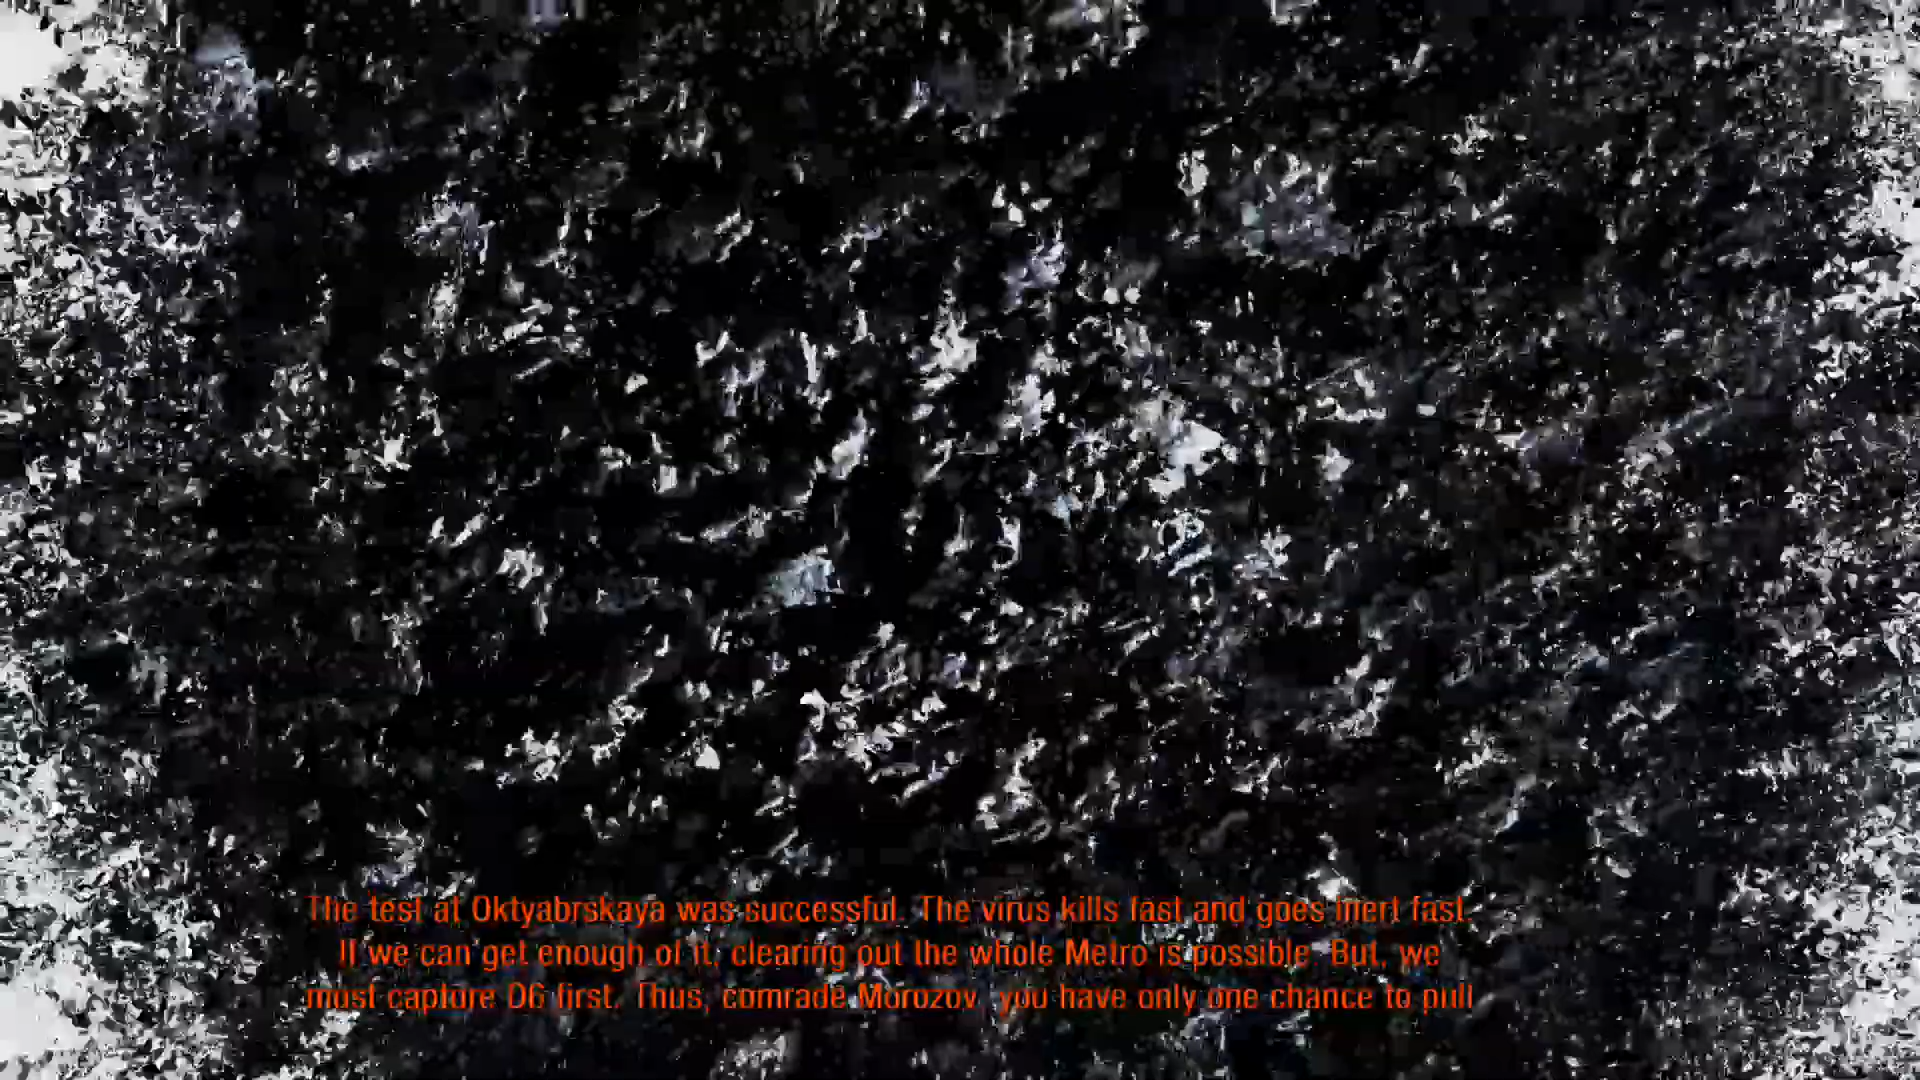 The test at Oktyabrskaya was successful. The virus kills fast and goes inert fast.
If we can get enough of it, clearing out the whole Metro is possible. But, we
must capture D6 first. Thus, comrade Morozov, you have only one chance to pull